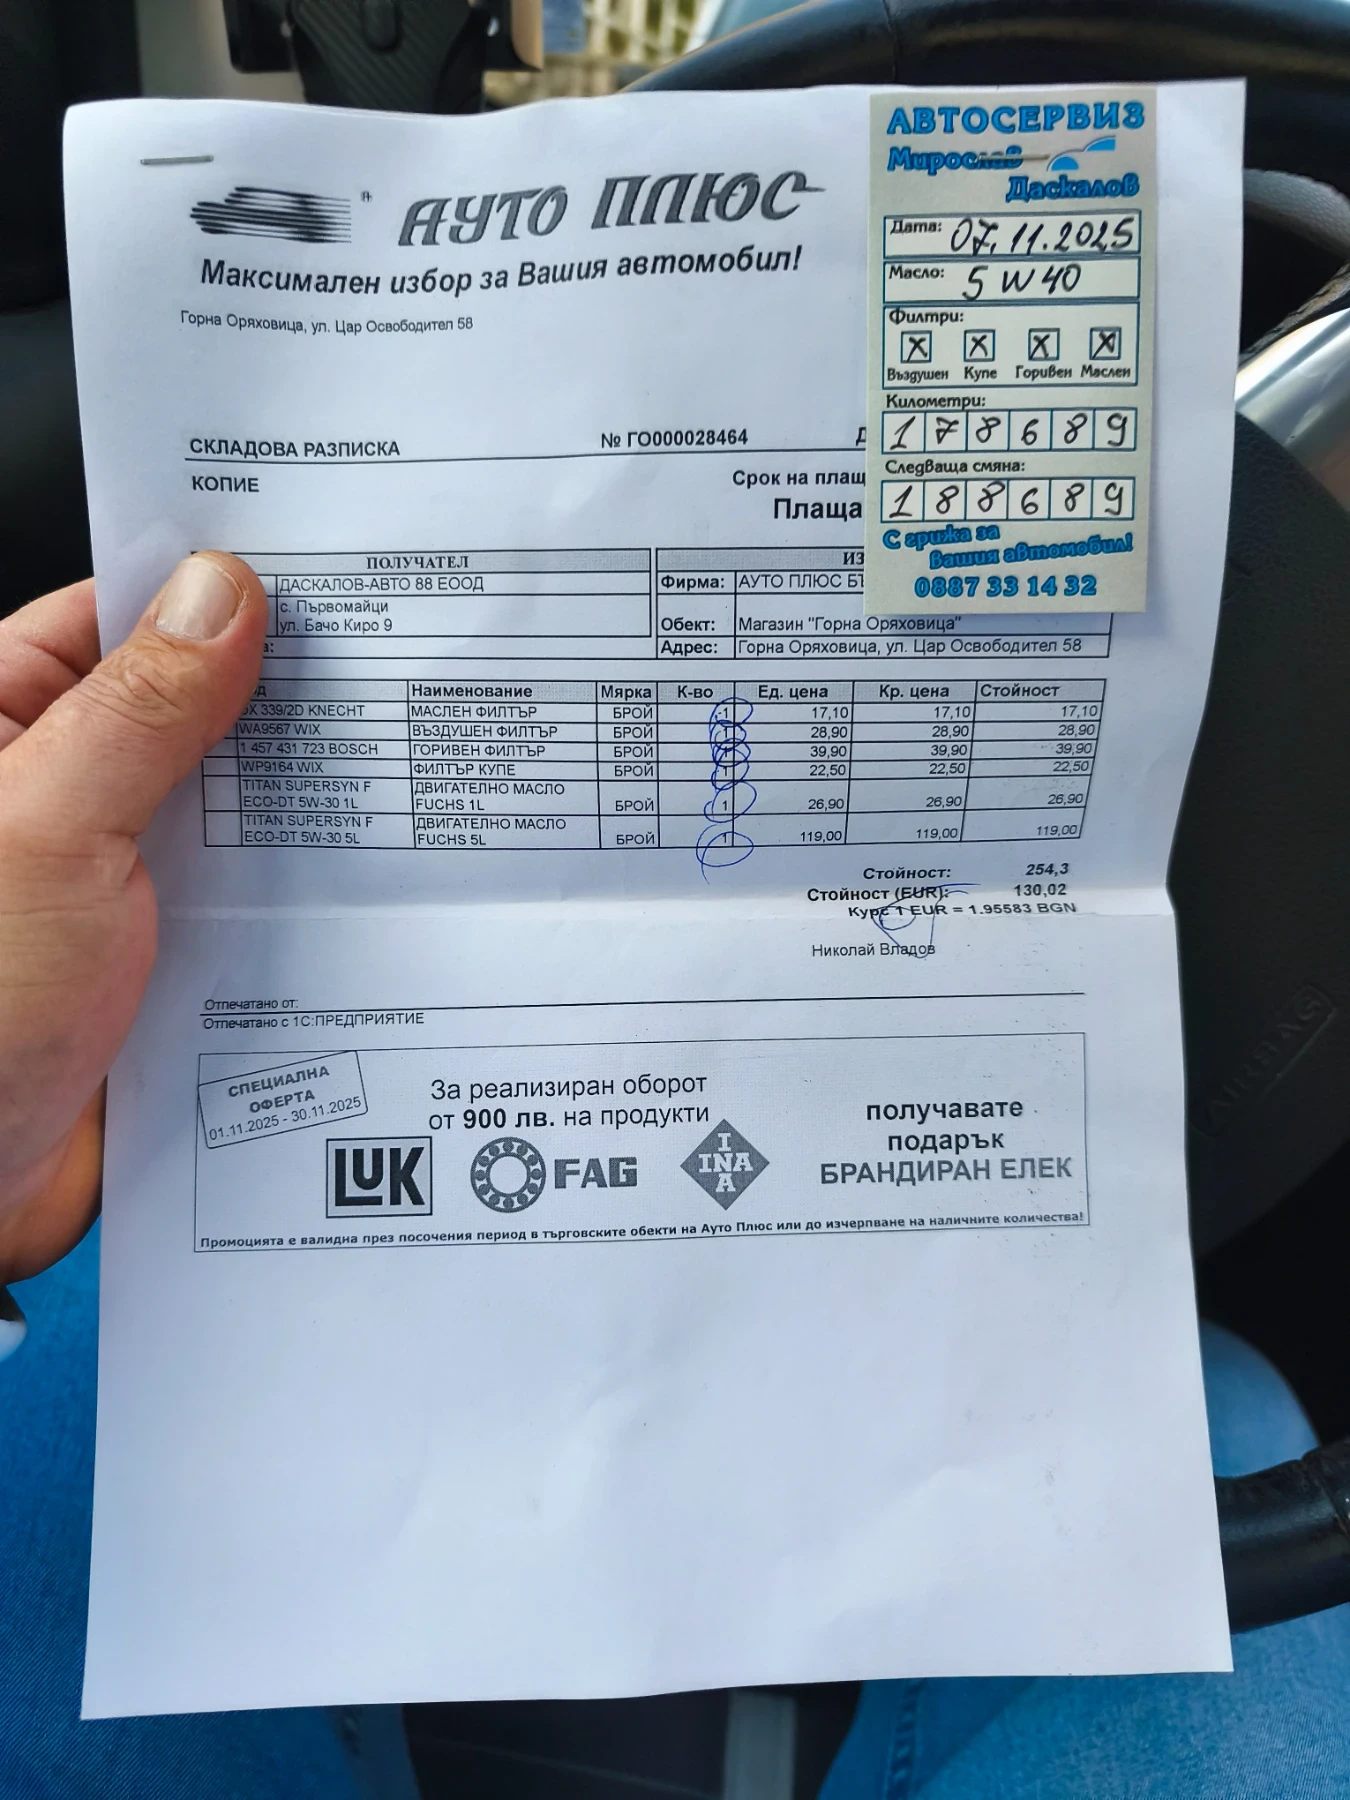 АУТО ПЛЮС
Максимален избор за Вашия автомобил!
Горна Оряховица, ул. Цар Освободител 58
АВТОСЕРВИЗ
Мирослав
Даскалов
Дата: 07.11.2025
Масло: 5W40
Филтри:
X X X X
Въздушен Купе Горивен Маслен
Километри:
178689
Следваща смяна:
188689
С грижа за
Вашия автомобил!
0887 33 14 32
СКЛАДОВА РАЗПИСКА № ГО000028464
КОПИЕ Срок на плащ
Плаща
ПОЛУЧАТЕЛ ИЗ
ДАСКАЛОВ-АВТО 88 ЕООД Фирма: АУТО ПЛЮС
с. Първомайци
ул. Бачо Киро 9 Обект: Магазин "Горна Оряховица"
Адрес: Горна Оряховица, ул. Цар Освободител 58
Наименование Мярка К-во Ед. цена Кр. цена Стойност
339/2D KNECHT МАСЛЕН ФИЛТЪР БРОЙ 1 17,10 17,10 17,10
WA9567 WIX ВЪЗДУШЕН ФИЛТЪР БРОЙ 1 28,90 28,90 28,90
1 457 431 723 BOSCH ГОРИВЕН ФИЛТЪР БРОЙ 1 39,90 39,90 39,90
WP9164 WIX ФИЛТЪР КУПЕ БРОЙ 1 22,50 22,50 22,50
TITAN SUPERSYN F ДВИГАТЕЛНО МАСЛО
ECO-DT 5W-30 1L FUCHS 1L БРОЙ 1 26,90 26,90 26,90
TITAN SUPERSYN F ДВИГАТЕЛНО МАСЛО
ECO-DT 5W-30 5L FUCHS 5L БРОЙ 1 119,00 119,00 119,00
Стойност: 254,3
Стойност (EUR): 130,02
Курс 1 EUR = 1.95583 BGN
Николай Владов
Отпечатано от:
Отпечатано с 1С:ПРЕДПРИЯТИЕ
СПЕЦИАЛНА
ОФЕРТА
01.11.2025 - 30.11.2025
За реализиран оборот
от 900 лв. на продукти
LUK FAG INA
INA
получавате
подарък
БРАНДИРАН ЕЛЕК
Промоцията е валидна през посочения период в търговските обекти на Ауто Плюс или до изчерпване на наличните количества!
AIRBAG